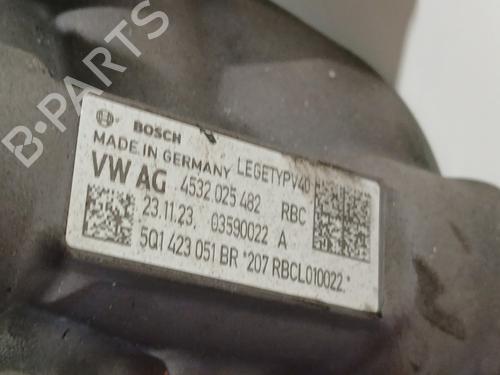 B-PARTS
BOSCH
MADE IN GERMANY LEGETYPV40
VW AG 4532 025 482 RBC
23.11.23. 03590022 A
5Q1 423 051 BR *207 RBCL010022*